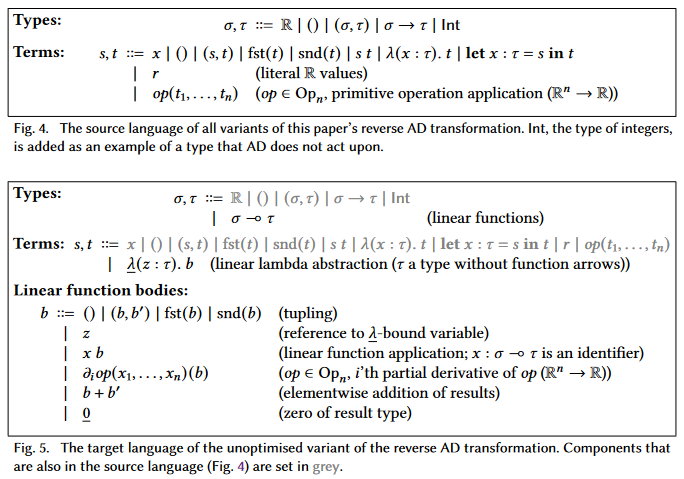 Types: σ, τ ::= ℝ | () | (σ, τ) | σ → τ | Int
Terms: s, t ::= x | () | (s, t) | fst(t) | snd(t) | s t | λ(x : τ). t | let x : τ = s in t
| r (literal ℝ values)
| op(t₁, . . . , tₙ) (op ∈ Opₙ, primitive operation application (ℝⁿ → ℝ))
Fig. 4. The source language of all variants of this paper's reverse AD transformation. Int, the type of integers,
is added as an example of a type that AD does not act upon.
Types: σ, τ ::= ℝ | () | (σ, τ) | σ → τ | Int
| σ ⊸ τ (linear functions)
Terms: s, t ::= x | () | (s, t) | fst(t) | snd(t) | s t | λ(x : τ). t | let x : τ = s in t | r | op(t₁, . . . , tₙ)
| λ̲(z : τ). b (linear lambda abstraction (τ a type without function arrows))
Linear function bodies:
b ::= () | (b, b′) | fst(b) | snd(b) (tupling)
| z (reference to λ̲-bound variable)
| x b (linear function application; x : σ ⊸ τ is an identifier)
| ∂ᵢop(x₁, . . . , xₙ)(b) (op ∈ Opₙ, i'th partial derivative of op (ℝⁿ → ℝ))
| b + b′ (elementwise addition of results)
| 0̲ (zero of result type)
Fig. 5. The target language of the unoptimised variant of the reverse AD transformation. Components that
are also in the source language (Fig. 4) are set in grey.